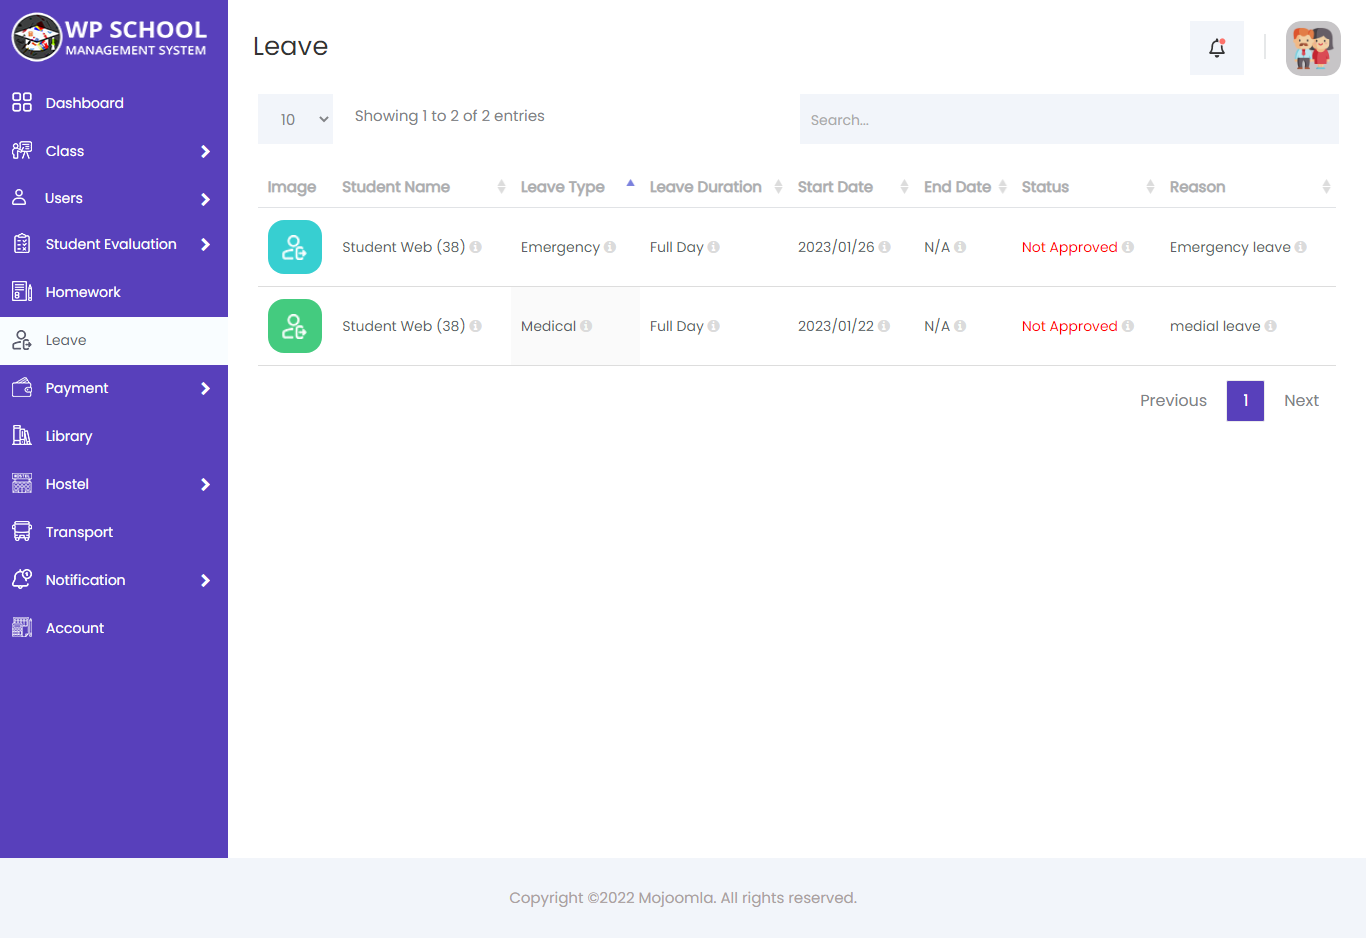 WP SCHOOL
MANAGEMENT SYSTEM
Dashboard
Class
Users
Student Evaluation
Homework
Leave
Payment
Library
Hostel
Transport
Notification
Account
Leave
10
Showing 1 to 2 of 2 entries
Search...
Image Student Name Leave Type Leave Duration Start Date End Date Status Reason
Student Web (38) Emergency Full Day 2023/01/26 N/A Not Approved Emergency leave
Student Web (38) Medical Full Day 2023/01/22 N/A Not Approved medial leave
Previous 1 Next
Copyright ©2022 Mojoomla. All rights reserved.